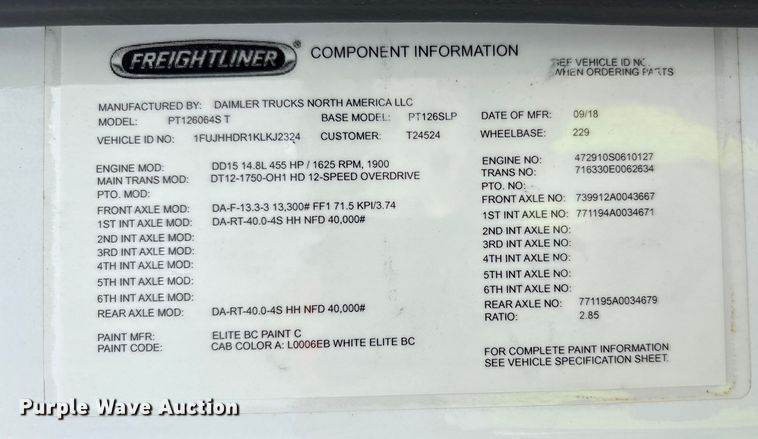 FREIGHTLINER ® COMPONENT INFORMATION
REF VEHICLE ID NO.
WHEN ORDERING PARTS
MANUFACTURED BY: DAIMLER TRUCKS NORTH AMERICA LLC
MODEL: PT126064S T BASE MODEL: PT126SLP DATE OF MFR: 09/18
VEHICLE ID NO: 1FUJHHDR1KLKJ2324 CUSTOMER: T24524 WHEELBASE: 229
ENGINE MOD: DD15 14.8L 455 HP / 1625 RPM, 1900 ENGINE NO: 472910S0610127
MAIN TRANS MOD: DT12-1750-OH1 HD 12-SPEED OVERDRIVE TRANS NO: 716330E0062634
PTO. MOD: PTO. NO:
FRONT AXLE MOD: DA-F-13.3-3 13,300# FF1 71.5 KPI/3.74 FRONT AXLE NO: 739912A0043667
1ST INT AXLE MOD: DA-RT-40.0-4S HH NFD 40,000# 1ST INT AXLE NO: 771194A0034671
2ND INT AXLE MOD: 2ND INT AXLE NO:
3RD INT AXLE MOD: 3RD INT AXLE NO:
4TH INT AXLE MOD: 4TH INT AXLE NO:
5TH INT AXLE MOD: 5TH INT AXLE NO:
6TH INT AXLE MOD: 6TH INT AXLE NO:
REAR AXLE MOD: DA-RT-40.0-4S HH NFD 40,000# REAR AXLE NO: 771195A0034679
RATIO: 2.85
PAINT MFR: ELITE BC PAINT C
PAINT CODE: CAB COLOR A: L0006EB WHITE ELITE BC
FOR COMPLETE PAINT INFORMATION
SEE VEHICLE SPECIFICATION SHEET.
Purple Wave Auction